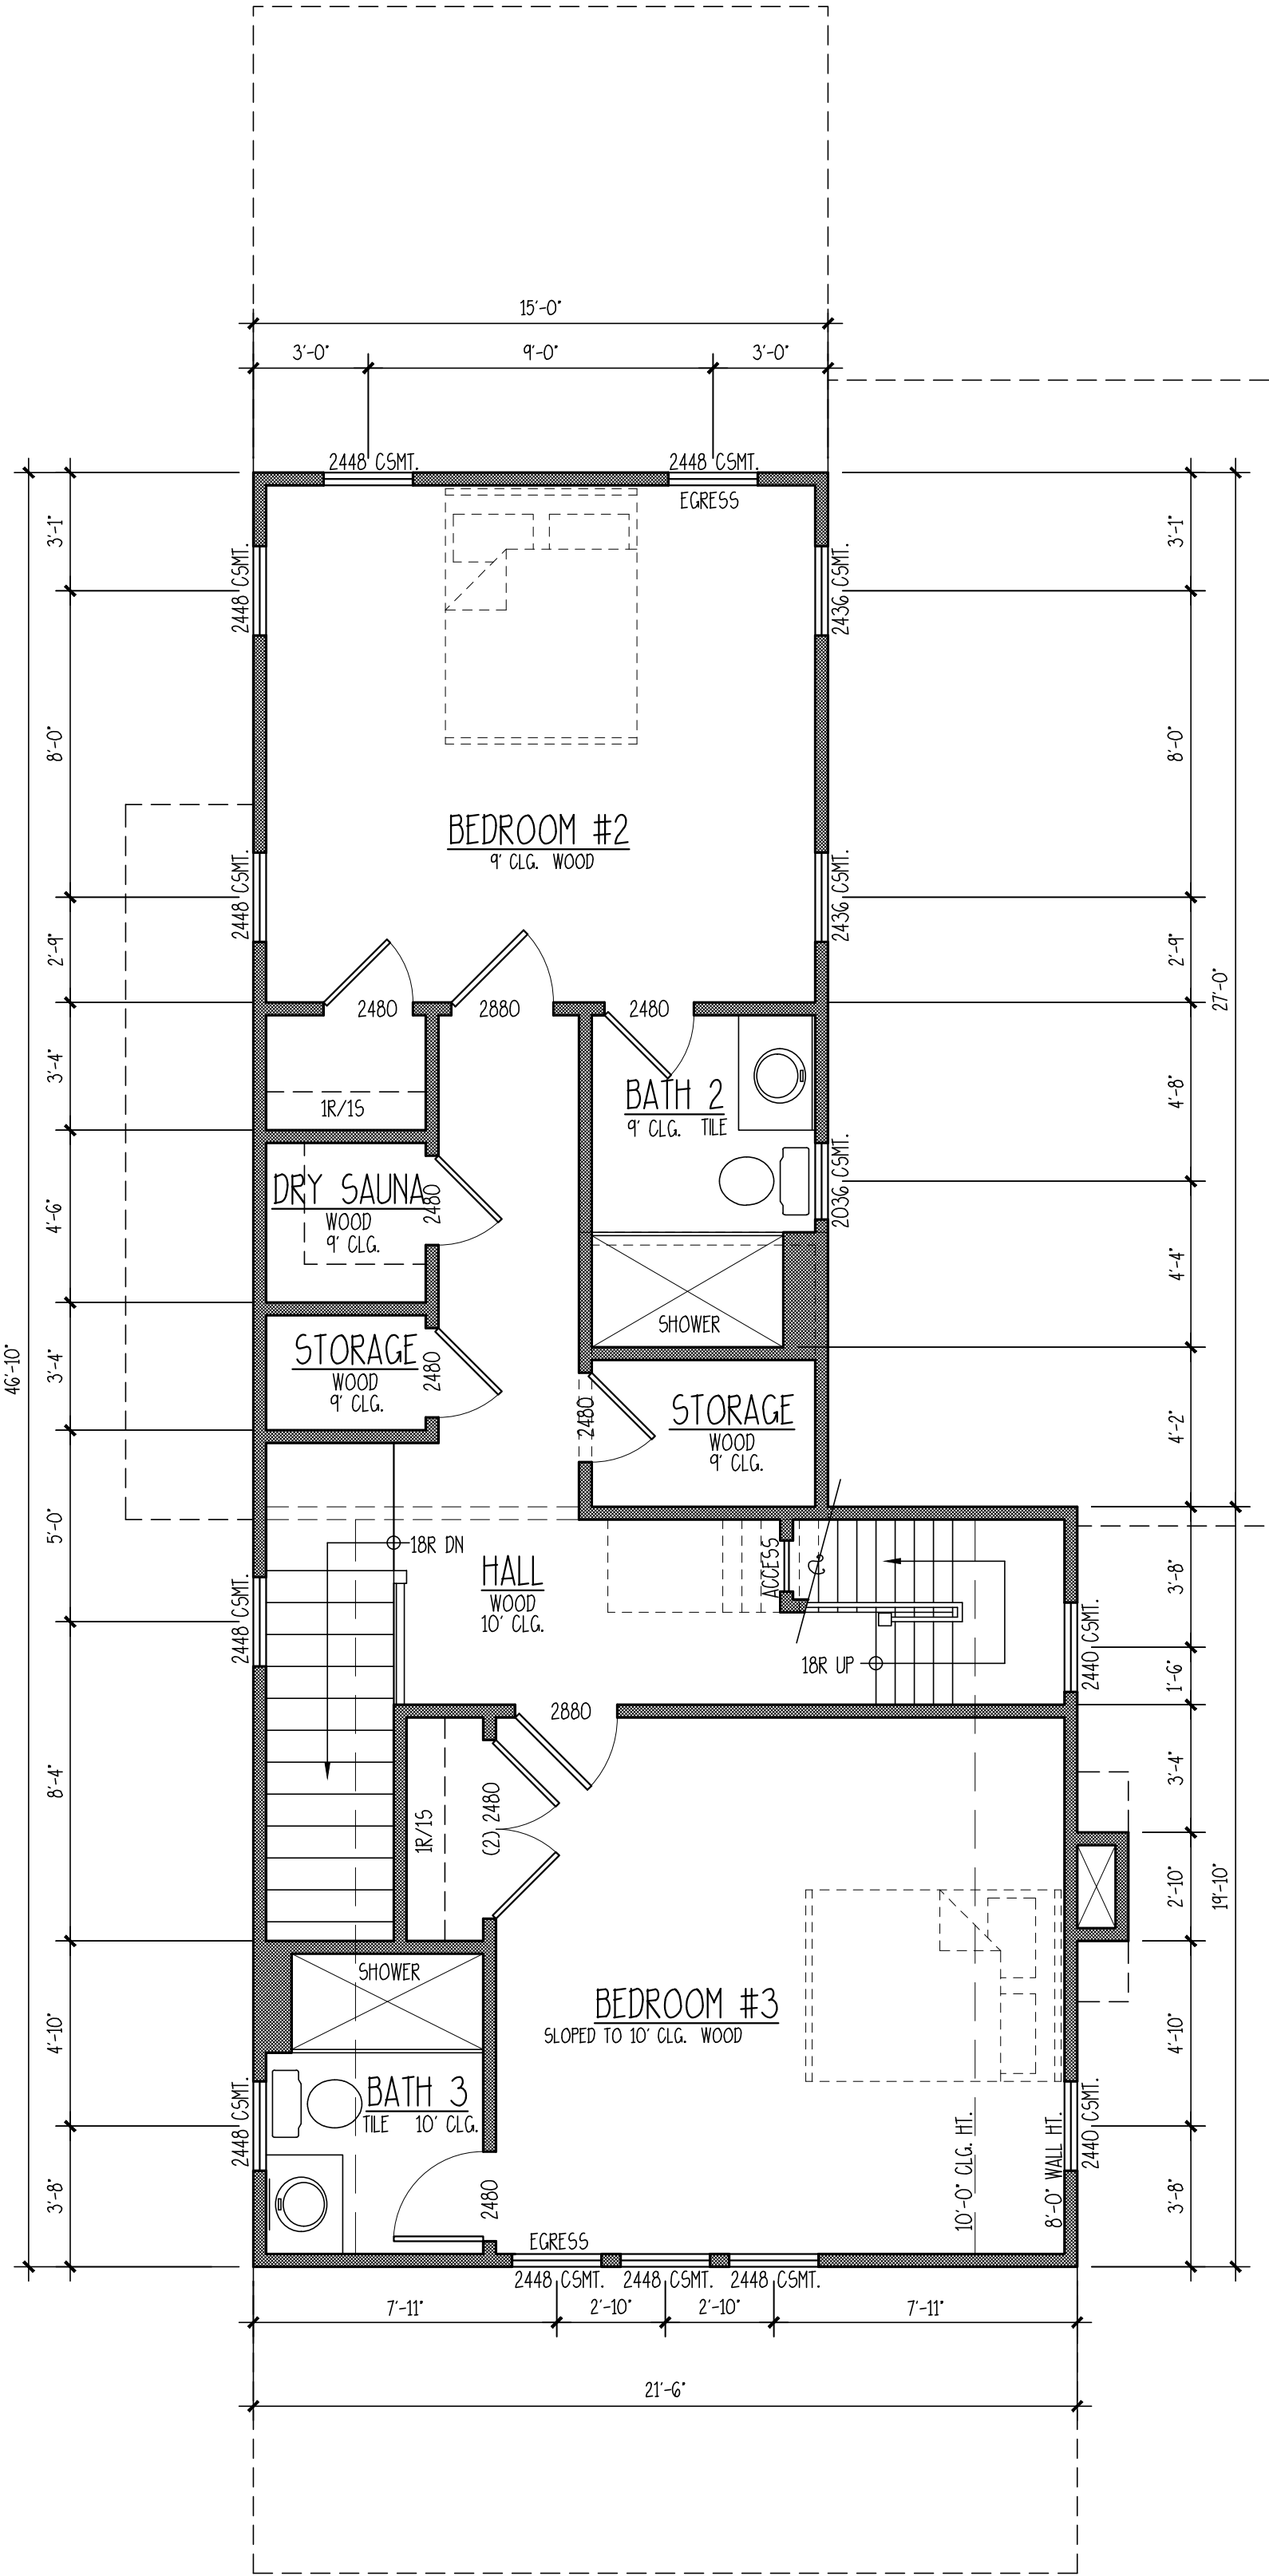 15'-0"
3'-0" 9'-0" 3'-0"
2448 CSMT. 2448 CSMT.
EGRESS
3'-1" 3'-1"
2448 CSMT. 2436 CSMT.
8'-0" 8'-0"
BEDROOM #2
9' CLG. WOOD
2448 CSMT. 2436 CSMT.
2'-9" 2'-9"
27'-0"
2480 2880 2480
3'-4" 4'-8"
1R/1S
BATH 2
9' CLG. TILE
2036 CSMT.
DRY SAUNA
WOOD
9' CLG.
2480
4'-6" 4'-4"
SHOWER
STORAGE
WOOD
9' CLG.
2480
3'-4"
46'-10"
STORAGE
WOOD
9' CLG.
2480
4'-2"
5'-0"
18R DN
HALL
WOOD
10' CLG.
ACCESS
3'-8"
2448 CSMT. 2440 CSMT.
18R UP
1'-6"
2880
8'-4" 3'-4"
1R/1S
(2) 2480
2'-10"
19'-10"
SHOWER
BEDROOM #3
SLOPED TO 10' CLG. WOOD
4'-10" 4'-10"
BATH 3
TILE 10' CLG.
2448 CSMT. 2440 CSMT.
10'-0" CLG. HT.
8'-0" WALL HT.
2480
3'-8" 3'-8"
EGRESS
2448 CSMT. 2448 CSMT. 2448 CSMT.
7'-11" 2'-10" 2'-10" 7'-11"
21'-6"